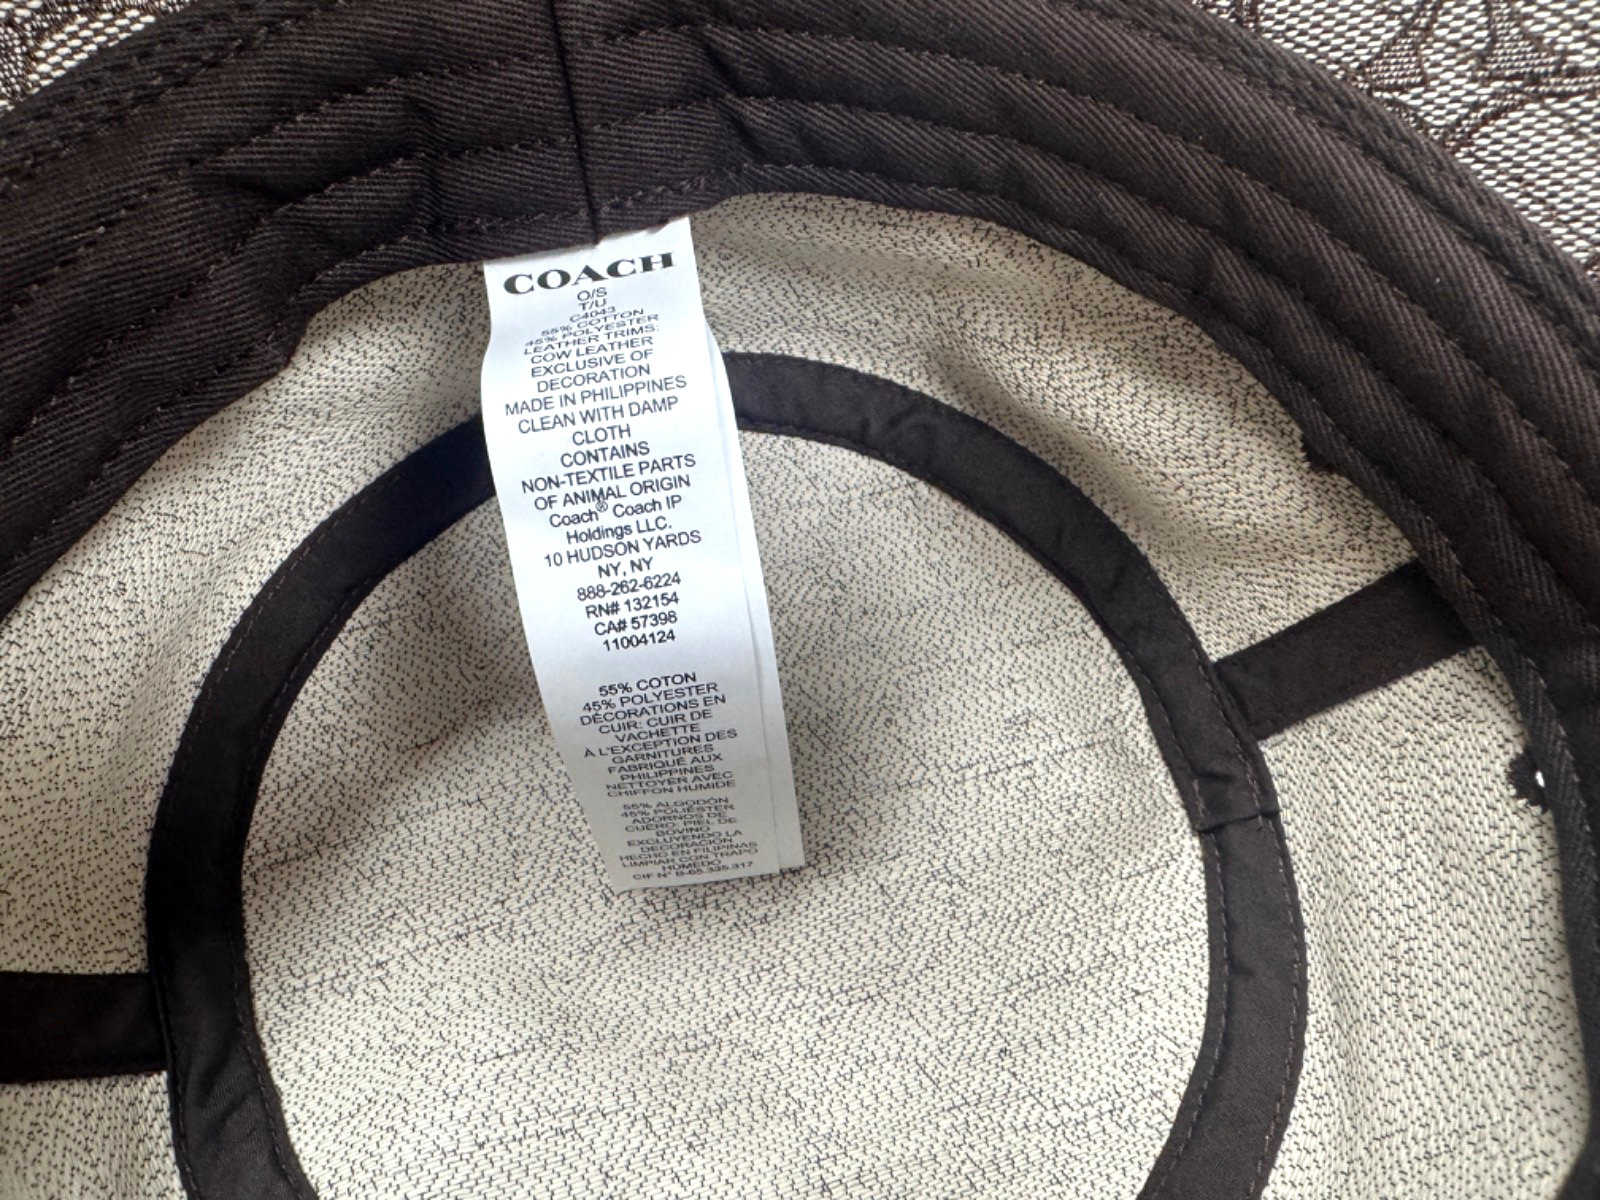 COACH
O/S
T/U
C4043
55% COTTON
45% POLYESTER
LEATHER TRIMS:
COW LEATHER
EXCLUSIVE OF
DECORATION
MADE IN PHILIPPINES
CLEAN WITH DAMP
CLOTH
CONTAINS
NON-TEXTILE PARTS
OF ANIMAL ORIGIN
Coach® Coach IP
Holdings LLC.
10 HUDSON YARDS
NY, NY
888-262-6224
RN# 132154
CA# 57398
11004124
55% COTON
45% POLYESTER
DÉCORATIONS EN
CUIR: CUIR DE
VACHETTE
À L'EXCEPTION DES
GARNITURES
FABRIQUÉ AUX
PHILIPPINES
NETTOYER AVEC
CHIFFON HUMIDE
55% ALGODÓN
45% POLIÉSTER
ADORNOS DE
CUERO: PIEL DE
BOVINO
EXCLUYENDO LA
DECORACIÓN
HECHO EN FILIPINAS
LIMPIAR CON TRAPO
HÚMEDO
CIF N° B-65.335.317